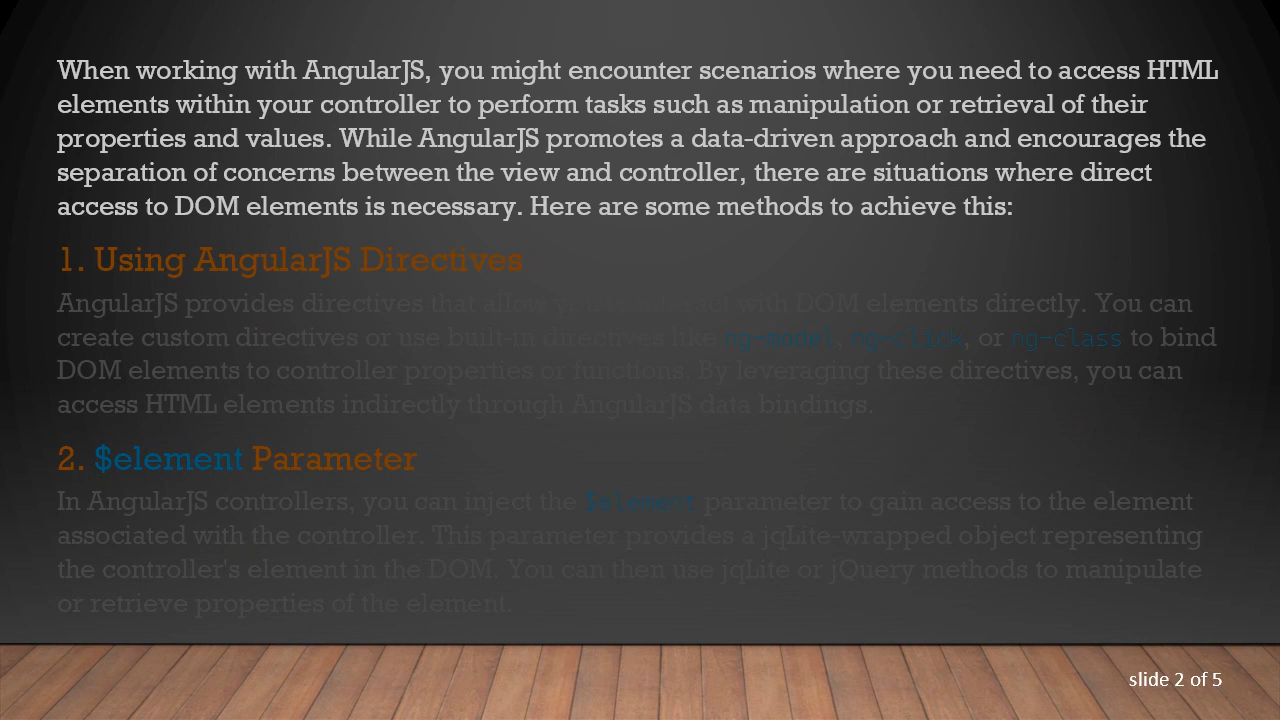 When working with AngularJS, you might encounter scenarios where you need to access HTML
elements within your controller to perform tasks such as manipulation or retrieval of their
properties and values. While AngularJS promotes a data-driven approach and encourages the
separation of concerns between the view and controller, there are situations where direct
access to DOM elements is necessary. Here are some methods to achieve this:
1. Using AngularJS Directives
AngularJS provides directives that allow you to interact with DOM elements directly. You can
create custom directives or use built-in directives like ng-model, ng-click, or ng-class to bind
DOM elements to controller properties or functions. By leveraging these directives, you can
access HTML elements indirectly through AngularJS data bindings.
2. $element Parameter
In AngularJS controllers, you can inject the $element parameter to gain access to the element
associated with the controller. This parameter provides a jqLite-wrapped object representing
the controller's element in the DOM. You can then use jqLite or jQuery methods to manipulate
or retrieve properties of the element.
slide 2 of 5